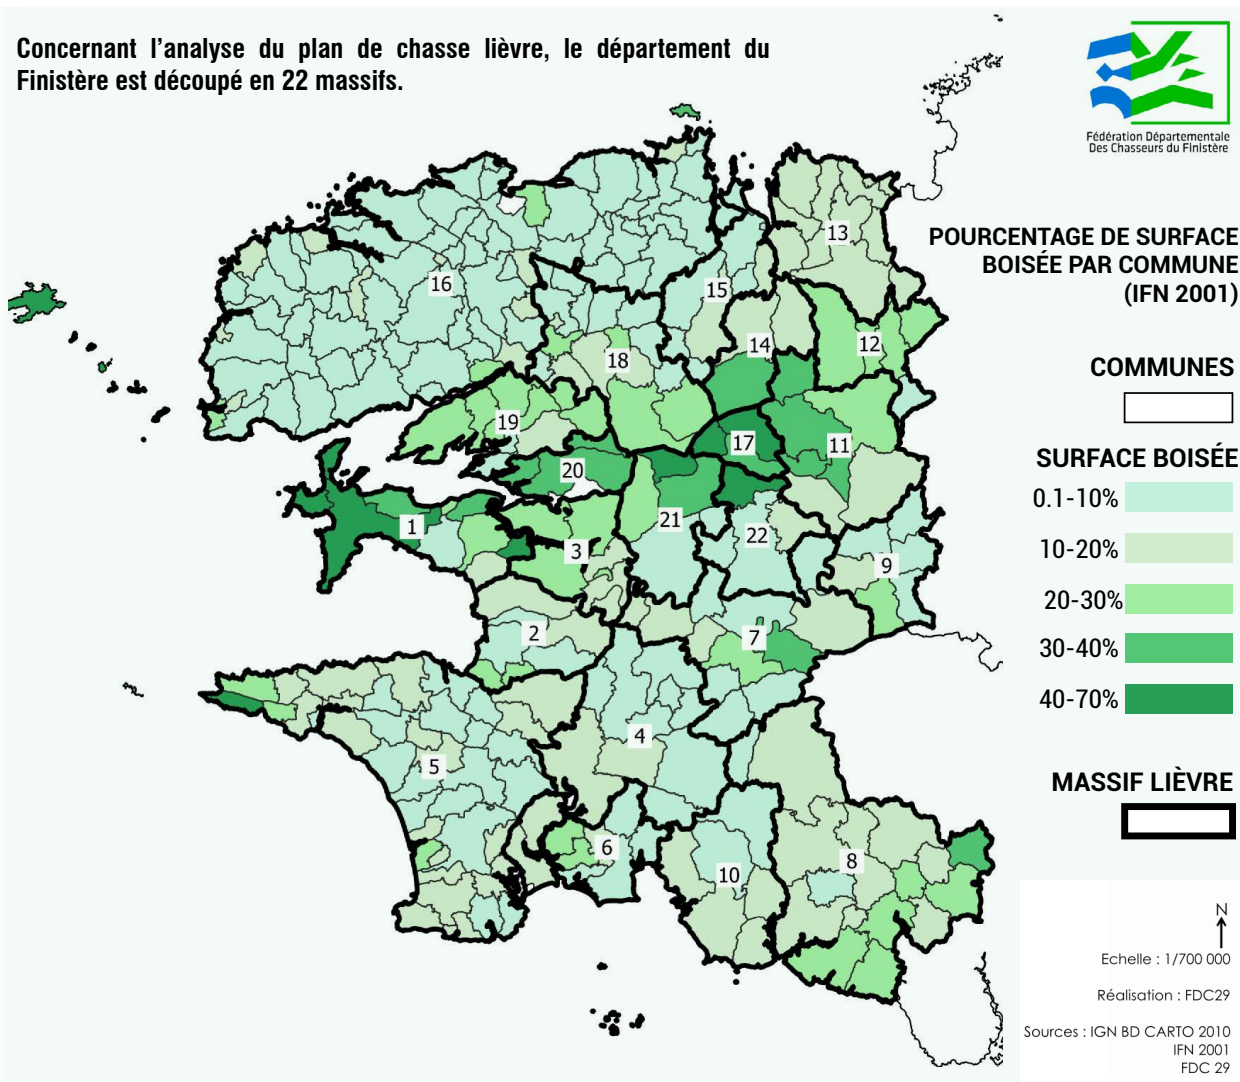 Concernant l'analyse du plan de chasse lièvre, le département du
Finistère est découpé en 22 massifs.
Fédération Départementale
Des Chasseurs du Finistère
POURCENTAGE DE SURFACE
BOISÉE PAR COMMUNE
(IFN 2001)
COMMUNES
SURFACE BOISÉE
0.1-10%
10-20%
20-30%
30-40%
40-70%
MASSIF LIÈVRE
13
16
15
14
12
18
19
17
11
20
21
1
22
3
9
2
7
4
5
6
8
10
N
Echelle : 1/700 000
Réalisation : FDC29
Sources : IGN BD CARTO 2010
IFN 2001
FDC 29